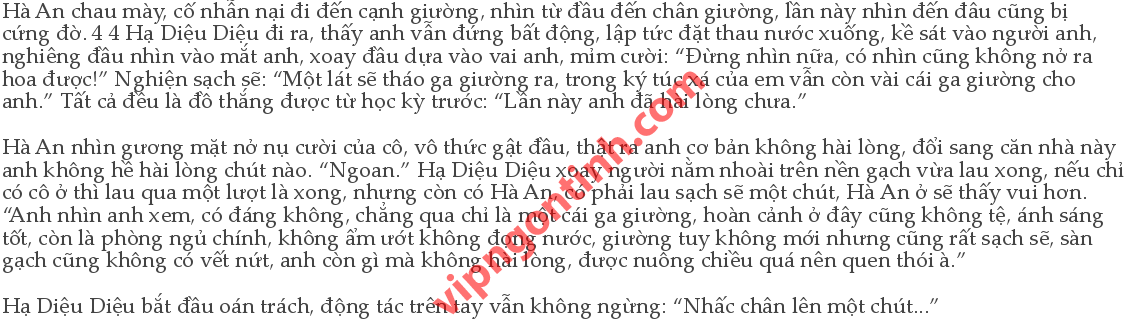 Hà An chau mày, cố nhẫn nại đi đến cạnh giường, nhìn từ đầu đến chân giường, lần này nhìn đến đâu cũng bị
cứng đờ. 4 4 Hạ Diệu Diệu đi ra, thấy anh vẫn đứng bất động, lập tức đặt thau nước xuống, kề sát vào người anh,
nghiêng đầu nhìn vào mắt anh, xoay đầu dựa vào vai anh, mỉm cười: “Đừng nhìn nữa, có nhìn cũng không nở ra
hoa được!” Nghiện sạch sẽ: “Một lát sẽ tháo ga giường ra, trong ký túc xá của em vẫn còn vài cái ga giường cho
anh.” Tất cả đều là đồ thắng được từ học kỳ trước: “Lần này anh đã hài lòng chưa.”
Hà An nhìn gương mặt nở nụ cười của cô, vô thức gật đầu, thật ra anh cơ bản không hài lòng, đổi sang căn nhà này
anh không hề hài lòng chút nào. “Ngoan.” Hạ Diệu Diệu xoay người nằm nhoài trên nền gạch vừa lau xong, nếu chỉ
có cô ở thì lau qua một lượt là xong, nhưng còn có Hà An, cô phải lau sạch sẽ một chút, Hà An ở sẽ thấy vui hơn.
“Anh nhìn anh xem, có đáng không, chẳng qua chỉ là một cái ga giường, hoàn cảnh ở đây cũng không tệ, ánh sáng
tốt, còn là phòng ngủ chính, không ẩm ướt không đọng nước, giường tuy không mới nhưng cũng rất sạch sẽ, sàn
gạch cũng không có vết nứt, anh còn gì mà không hài lòng, được nuông chiều quá nên quen thói à.”
Hạ Diệu Diệu bắt đầu oán trách, động tác trên tay vẫn không ngừng: “Nhấc chân lên một chút...”
vipngontinh.com